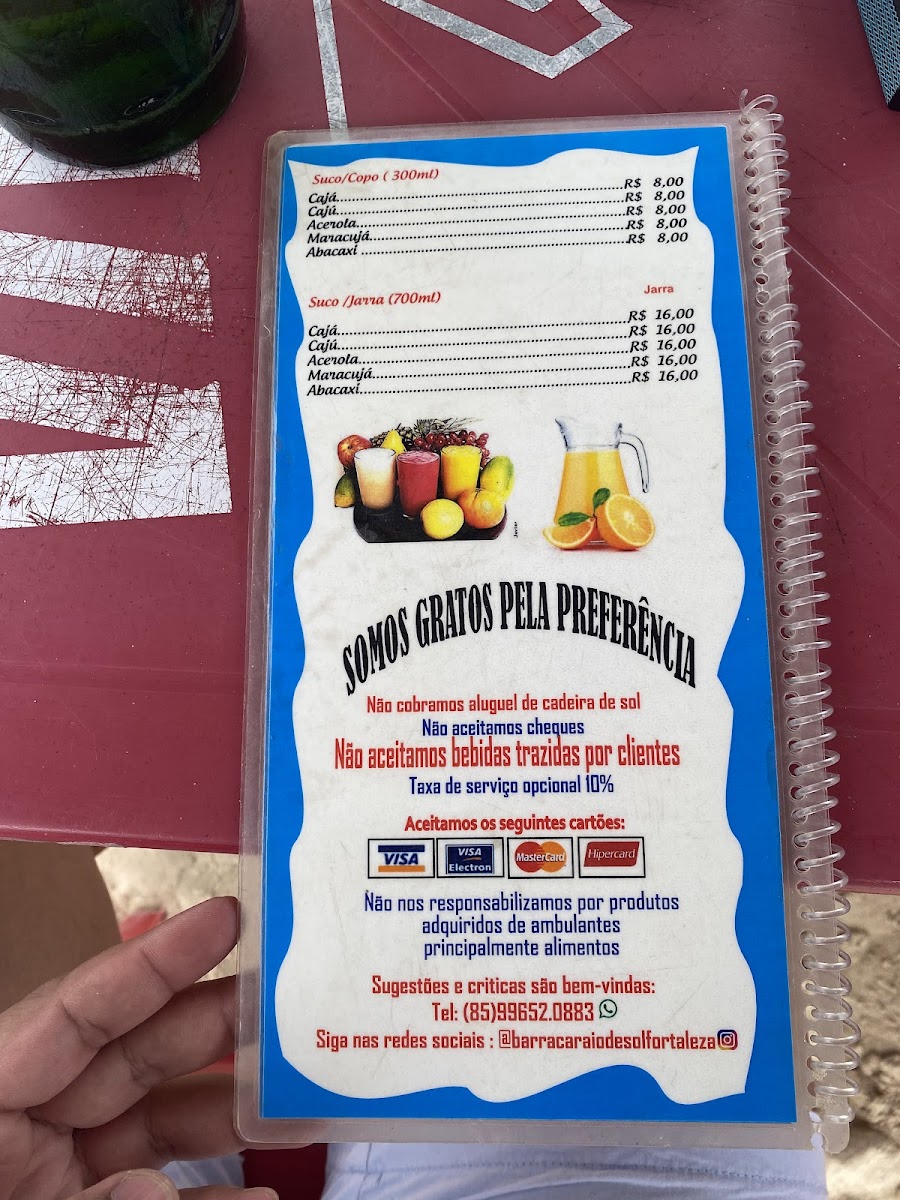 Suco/Copo ( 300ml)
Cajá........R$ 8,00
Cajú........R$ 8,00
Acerola........R$ 8,00
Maracujá........R$ 8,00
Abacaxi ........R$ 8,00
Suco /Jarra (700ml) Jarra
Cajá........R$ 16,00
Cajú........R$ 16,00
Acerola........R$ 16,00
Maracujá........R$ 16,00
Abacaxi........R$ 16,00
SOMOS GRATOS PELA PREFERÊNCIA
Não cobramos aluguel de cadeira de sol
Não aceitamos cheques
Não aceitamos bebidas trazidas por clientes
Taxa de serviço opcional 10%
Aceitamos os seguintes cartões:
VISA VISA Electron MasterCard Hipercard
Não nos responsabilizamos por produtos
adquiridos de ambulantes
principalmente alimentos
Sugestões e criticas são bem-vindas:
Tel: (85)99652.0883
Siga nas redes sociais : @barracaraiodesolfortaleza